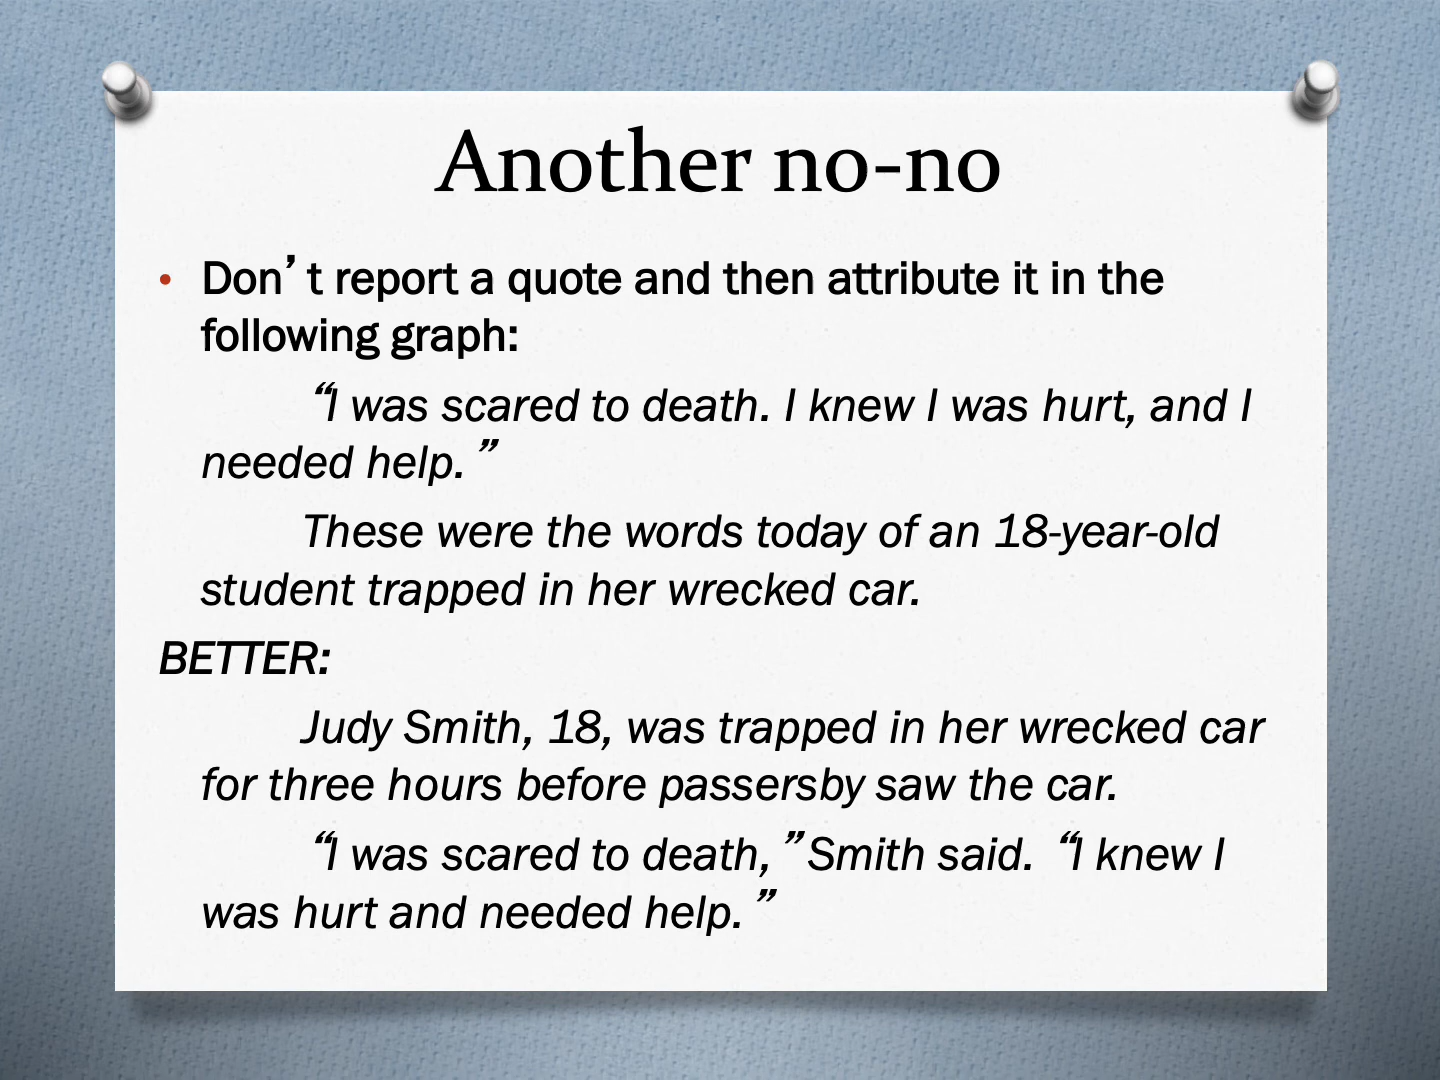 Another no-no
• Don’t report a quote and then attribute it in the
following graph:
“I was scared to death. I knew I was hurt, and I
needed help.”
These were the words today of an 18-year-old
student trapped in her wrecked car.
BETTER:
Judy Smith, 18, was trapped in her wrecked car
for three hours before passersby saw the car.
“I was scared to death,” Smith said. “I knew I
was hurt and needed help.”